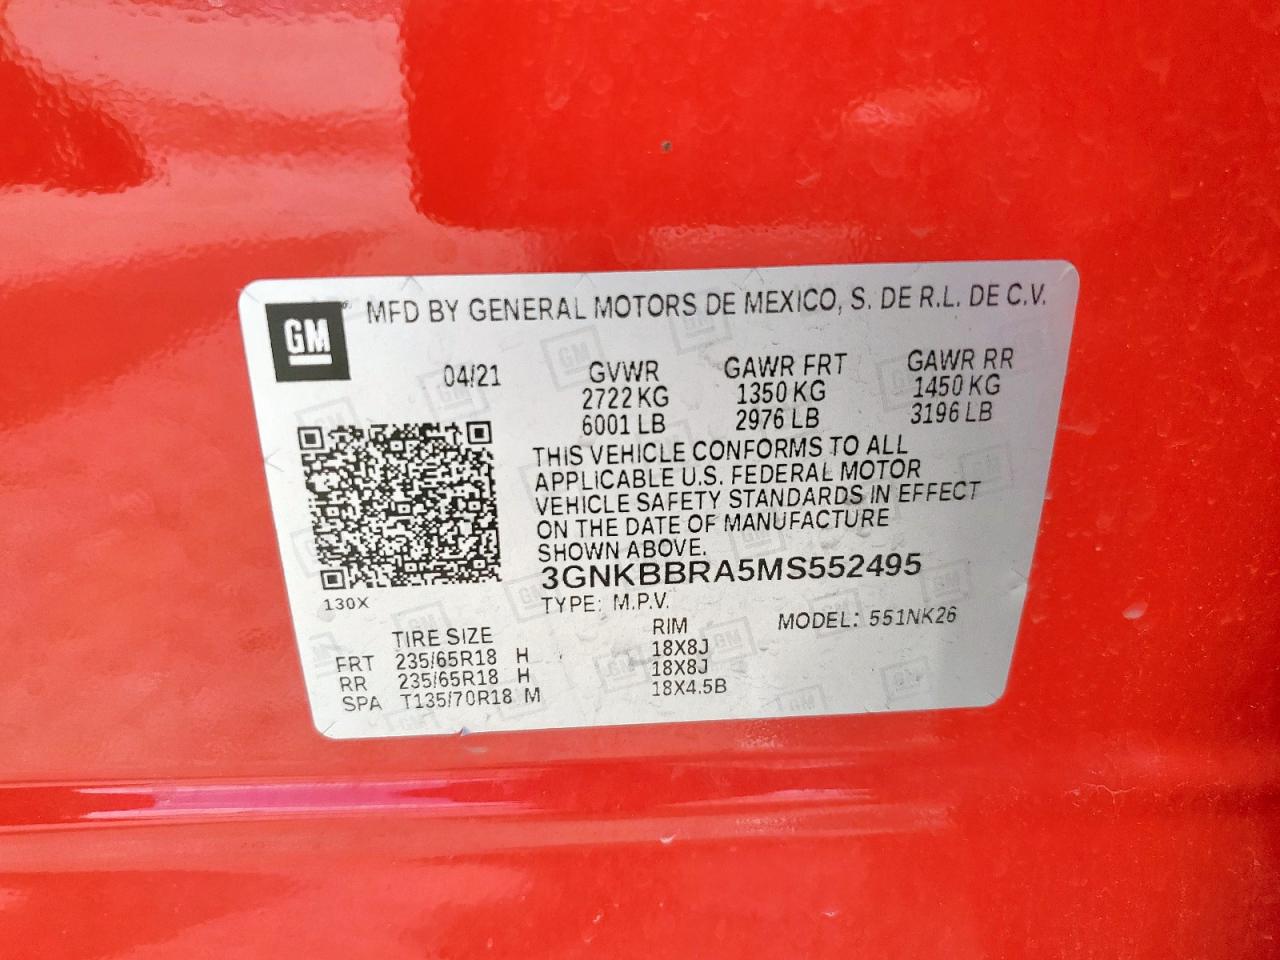 GM
MFD BY GENERAL MOTORS DE MEXICO, S. DE R.L. DE C.V.
04/21
GVWR GAWR FRT GAWR RR
2722 KG 1350 KG 1450 KG
6001 LB 2976 LB 3196 LB
THIS VEHICLE CONFORMS TO ALL
APPLICABLE U.S. FEDERAL MOTOR
VEHICLE SAFETY STANDARDS IN EFFECT
ON THE DATE OF MANUFACTURE
SHOWN ABOVE.
3GNKBBRA5MS552495
130X
TYPE: M.P.V.
MODEL: 551NK26
TIRE SIZE RIM
FRT 235/65R18 H 18X8J
RR 235/65R18 H 18X8J
SPA T135/70R18 M 18X4.5B